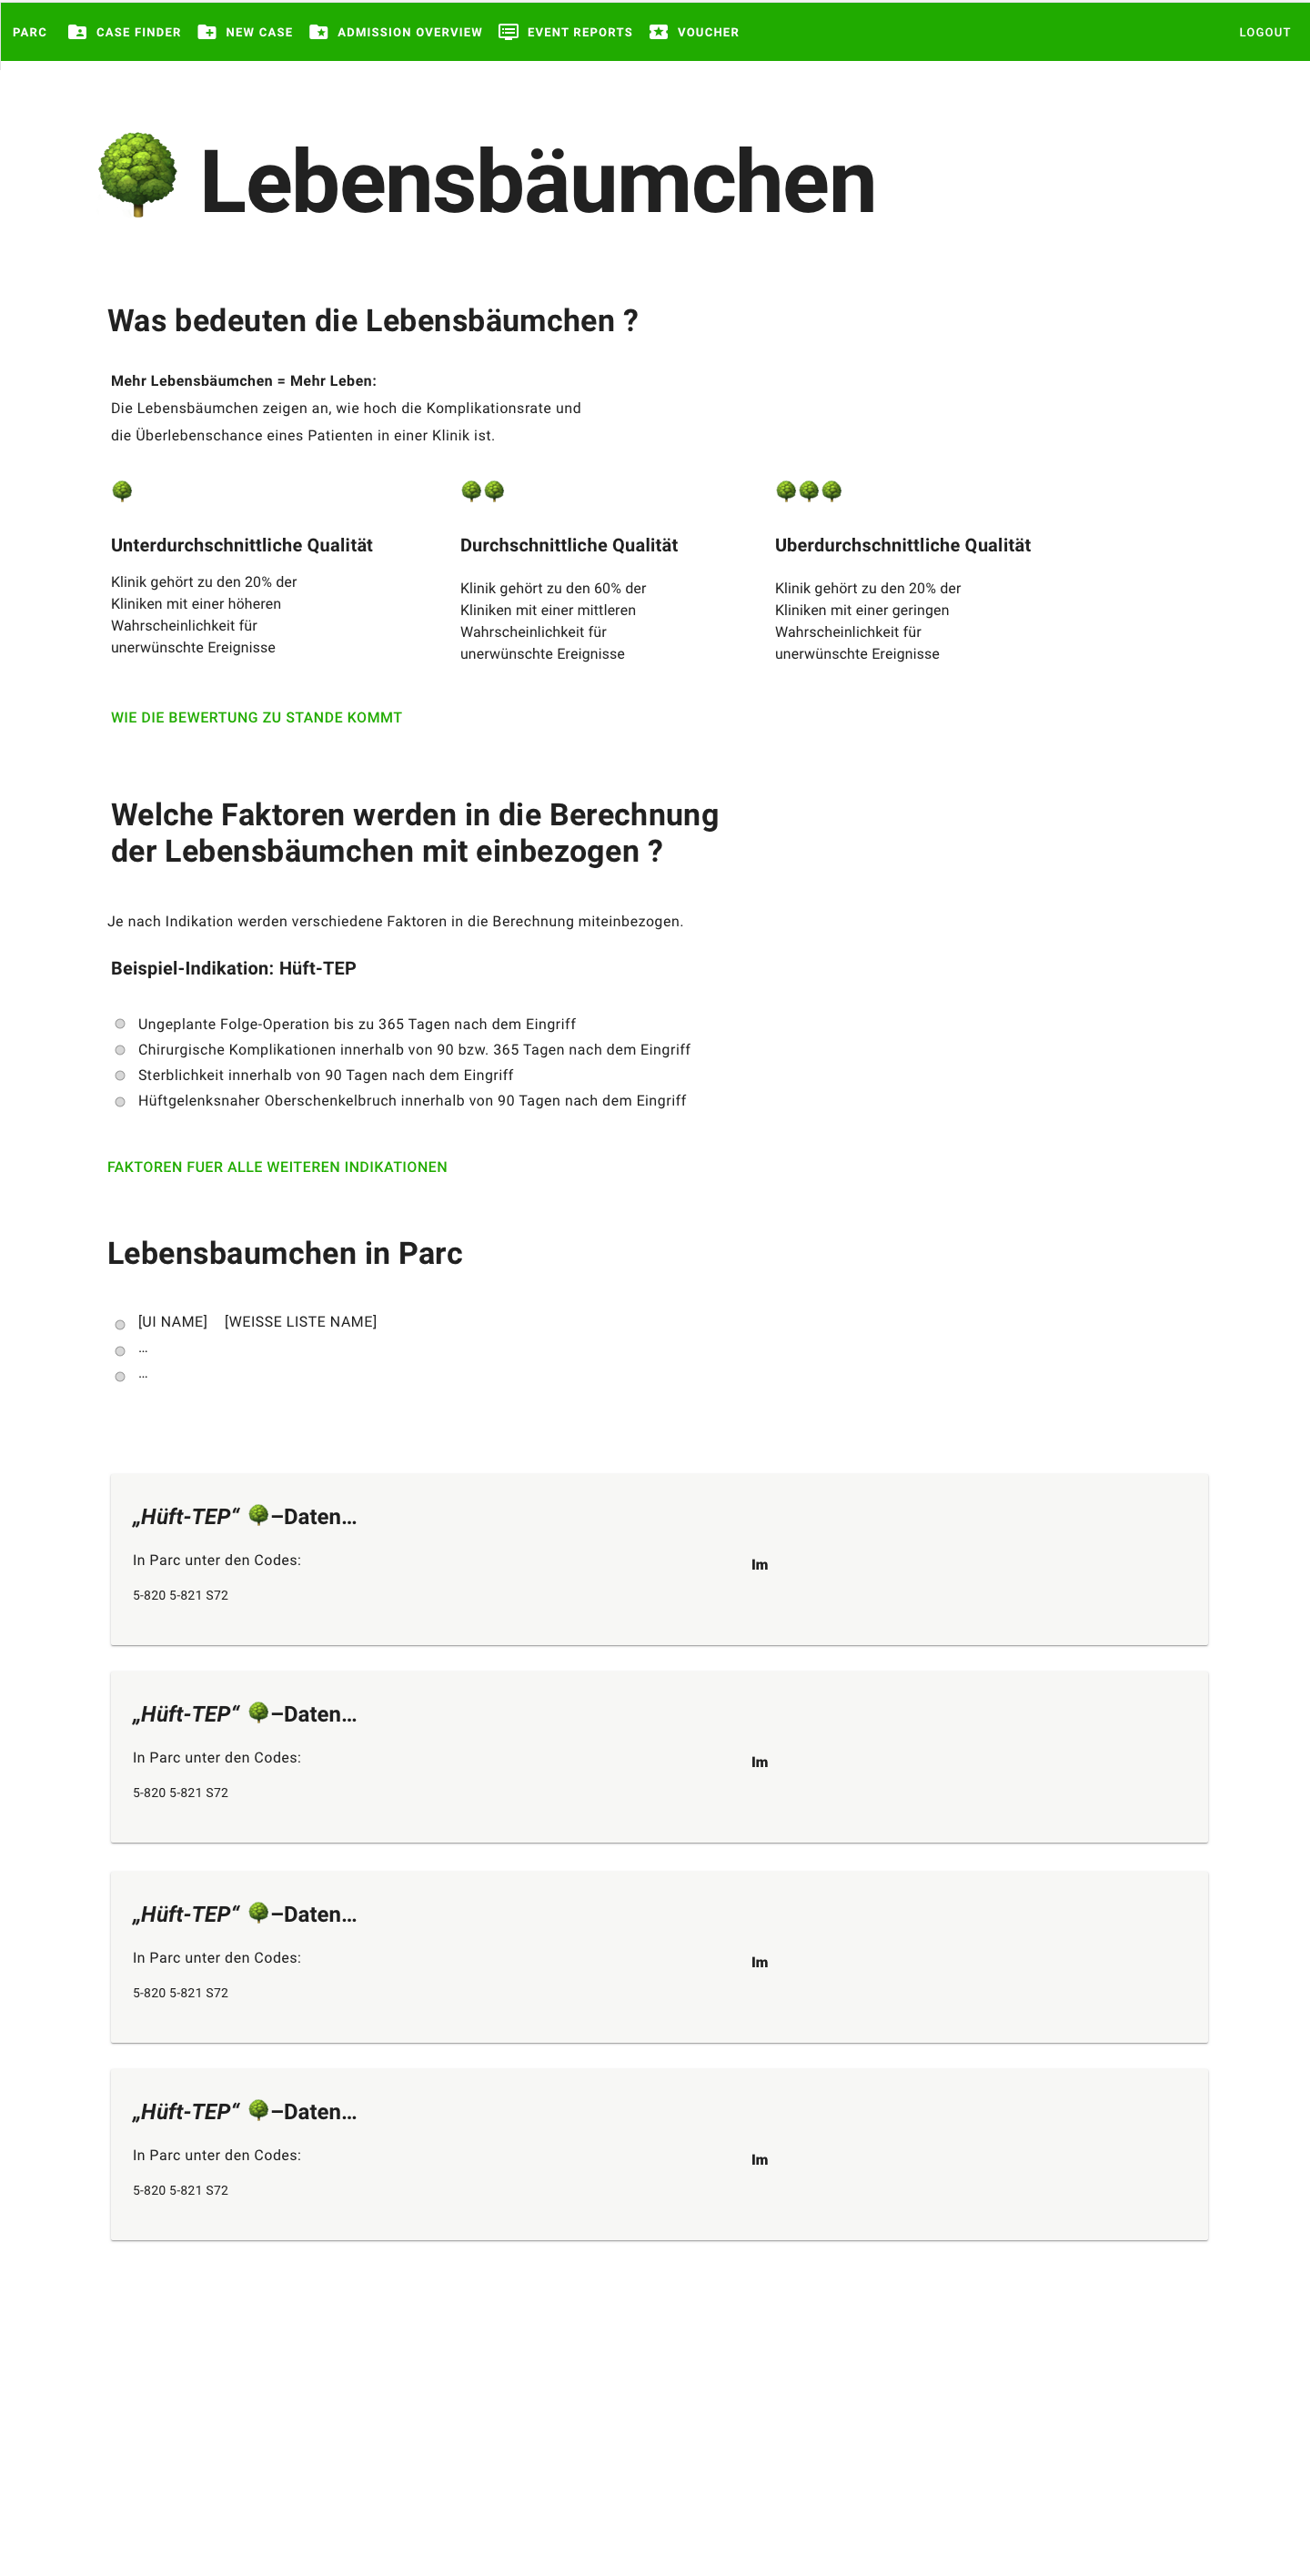 PARC CASE FINDER NEW CASE ADMISSION OVERVIEW EVENT REPORTS VOUCHER LOGOUT
Lebensbäumchen
Was bedeuten die Lebensbäumchen ?
Mehr Lebensbäumchen = Mehr Leben:
Die Lebensbäumchen zeigen an, wie hoch die Komplikationsrate und
die Überlebenschance eines Patienten in einer Klinik ist.
Unterdurchschnittliche Qualität
Klinik gehört zu den 20% der
Kliniken mit einer höheren
Wahrscheinlichkeit für
unerwünschte Ereignisse
Durchschnittliche Qualität
Klinik gehört zu den 60% der
Kliniken mit einer mittleren
Wahrscheinlichkeit für
unerwünschte Ereignisse
Uberdurchschnittliche Qualität
Klinik gehört zu den 20% der
Kliniken mit einer geringen
Wahrscheinlichkeit für
unerwünschte Ereignisse
WIE DIE BEWERTUNG ZU STANDE KOMMT
Welche Faktoren werden in die Berechnung
der Lebensbäumchen mit einbezogen ?
Je nach Indikation werden verschiedene Faktoren in die Berechnung miteinbezogen.
Beispiel-Indikation: Hüft-TEP
Ungeplante Folge-Operation bis zu 365 Tagen nach dem Eingriff
Chirurgische Komplikationen innerhalb von 90 bzw. 365 Tagen nach dem Eingriff
Sterblichkeit innerhalb von 90 Tagen nach dem Eingriff
Hüftgelenksnaher Oberschenkelbruch innerhalb von 90 Tagen nach dem Eingriff
FAKTOREN FUER ALLE WEITEREN INDIKATIONEN
Lebensbaumchen in Parc
[UI NAME] [WEISSE LISTE NAME]
...
...
„Hüft-TEP“ 🌳–Daten...
In Parc unter den Codes:
Im
5-820 5-821 S72
„Hüft-TEP“ 🌳–Daten...
In Parc unter den Codes:
Im
5-820 5-821 S72
„Hüft-TEP“ 🌳–Daten...
In Parc unter den Codes:
Im
5-820 5-821 S72
„Hüft-TEP“ 🌳–Daten...
In Parc unter den Codes:
Im
5-820 5-821 S72